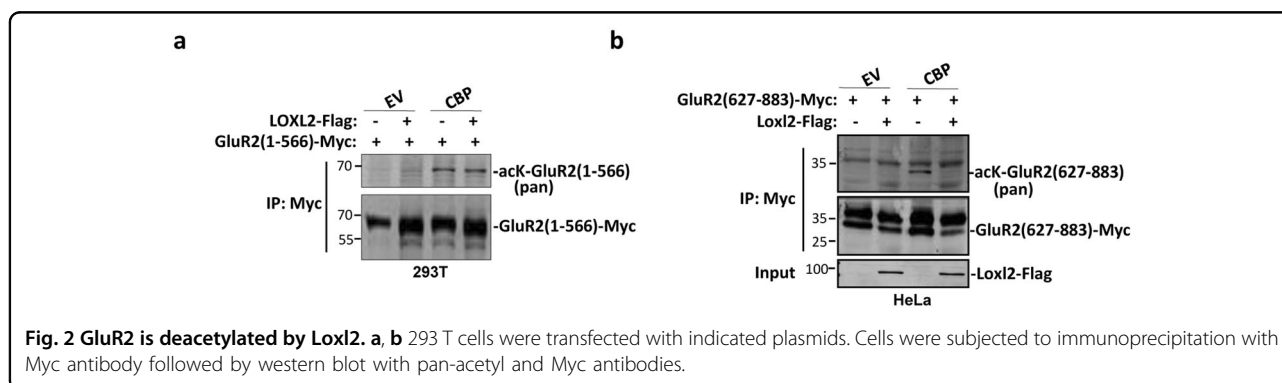 a
EV CBP
LOXL2-Flag: - + - +
GluR2(1-566)-Myc: + + + +
IP: Myc
70
-acK-GluR2(1-566)
(pan)
70
55
-GluR2(1-566)-Myc
293T
b
EV CBP
GluR2(627-883)-Myc: + + + +
Loxl2-Flag: - + - +
IP: Myc
35
-acK-GluR2(627-883)
(pan)
35
25
-GluR2(627-883)-Myc
Input 100 -Loxl2-Flag
HeLa
Fig. 2 GluR2 is deacetylated by Loxl2. a, b 293 T cells were transfected with indicated plasmids. Cells were subjected to immunoprecipitation with
Myc antibody followed by western blot with pan-acetyl and Myc antibodies.